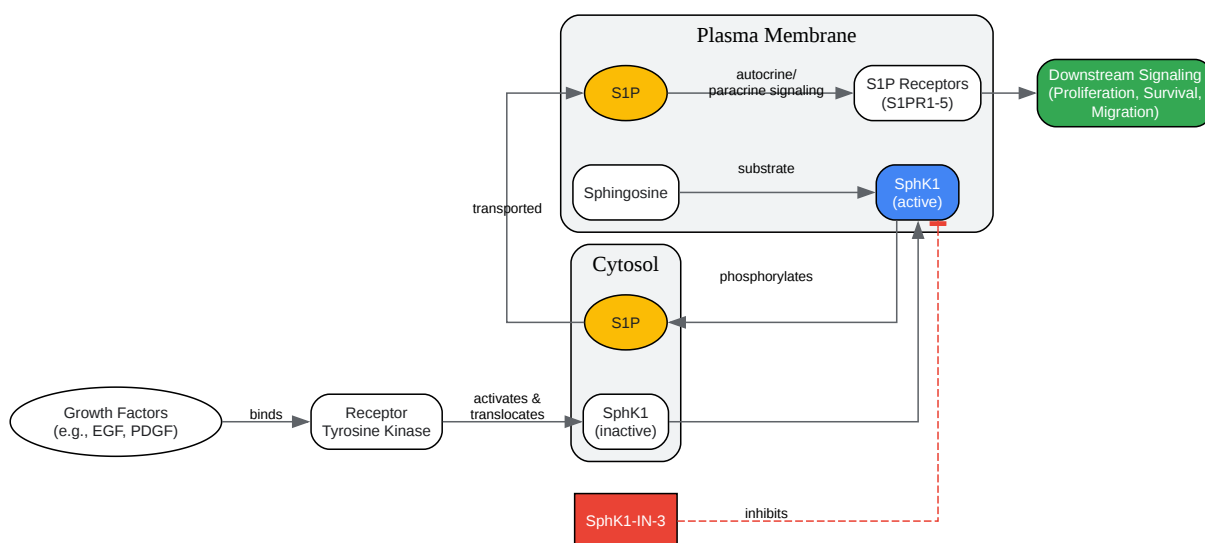 Plasma Membrane
S1P
autocrine/
paracrine signaling
S1P Receptors
(S1PR1-5)
Downstream Signaling
(Proliferation, Survival,
Migration)
Sphingosine
substrate
SphK1
(active)
transported
Cytosol
phosphorylates
S1P
Growth Factors
(e.g., EGF, PDGF)
binds
Receptor
Tyrosine Kinase
activates &
translocates
SphK1
(inactive)
SphK1-IN-3
inhibits